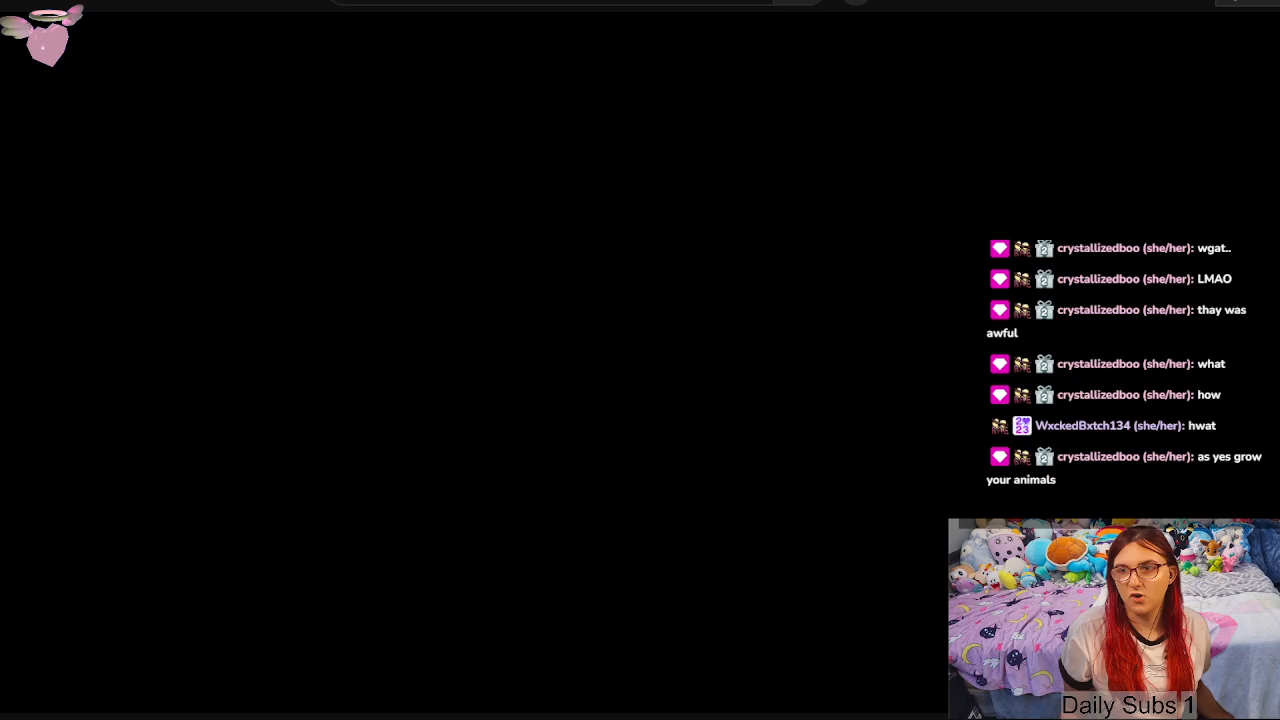 crystallizedboo (she/her): wgat..
crystallizedboo (she/her): LMAO
crystallizedboo (she/her): thay was
awful
crystallizedboo (she/her): what
crystallizedboo (she/her): how
WxckedBxtch134 (she/her): hwat
crystallizedboo (she/her): as yes grow
your animals
Daily Subs 1